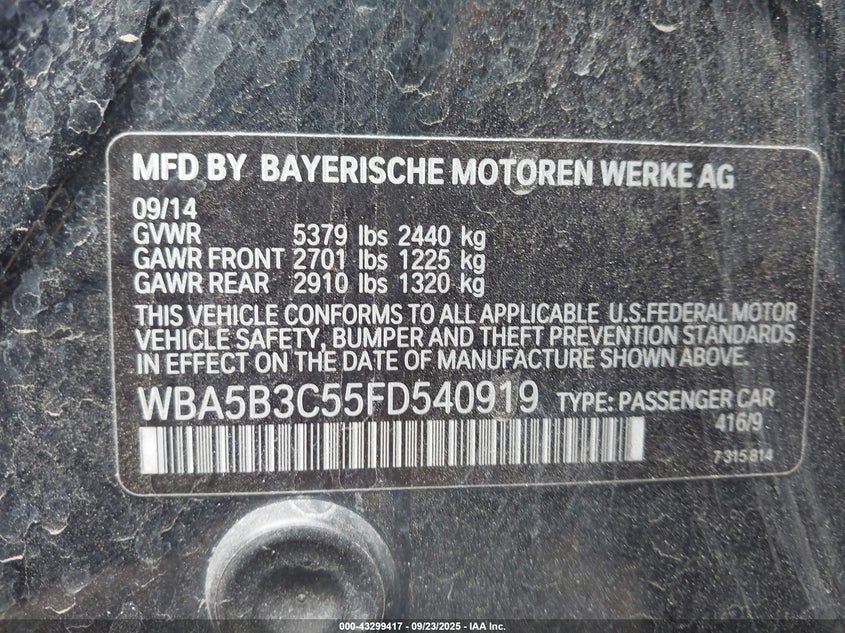 MFD BY BAYERISCHE MOTOREN WERKE AG
09/14
GVWR 5379 lbs 2440 kg
GAWR FRONT 2701 lbs 1225 kg
GAWR REAR 2910 lbs 1320 kg
THIS VEHICLE CONFORMS TO ALL APPLICABLE U.S.FEDERAL MOTOR
VEHICLE SAFETY, BUMPER AND THEFT PREVENTION STANDARDS
IN EFFECT ON THE DATE OF MANUFACTURE SHOWN ABOVE.
WBA5B3C55FD540919 TYPE: PASSENGER CAR
416/9
7 315 814
000-43299417 - 09/23/2025 - IAA Inc.